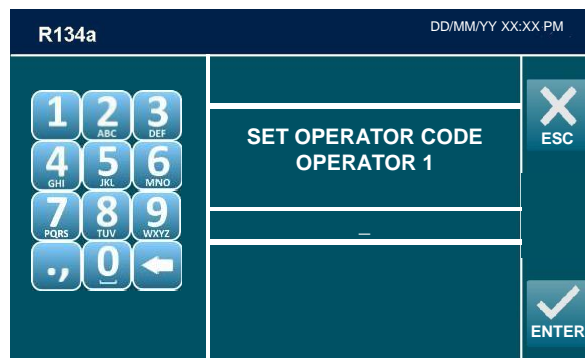 R134a
DD/MM/YY XX:XX PM
1
2
ABC
3
DEF
4
GHI
5
JKL
6
MNO
7
PQRS
8
TUV
9
WXYZ
.,
0
SET OPERATOR CODE
OPERATOR 1
_
ESC
ENTER